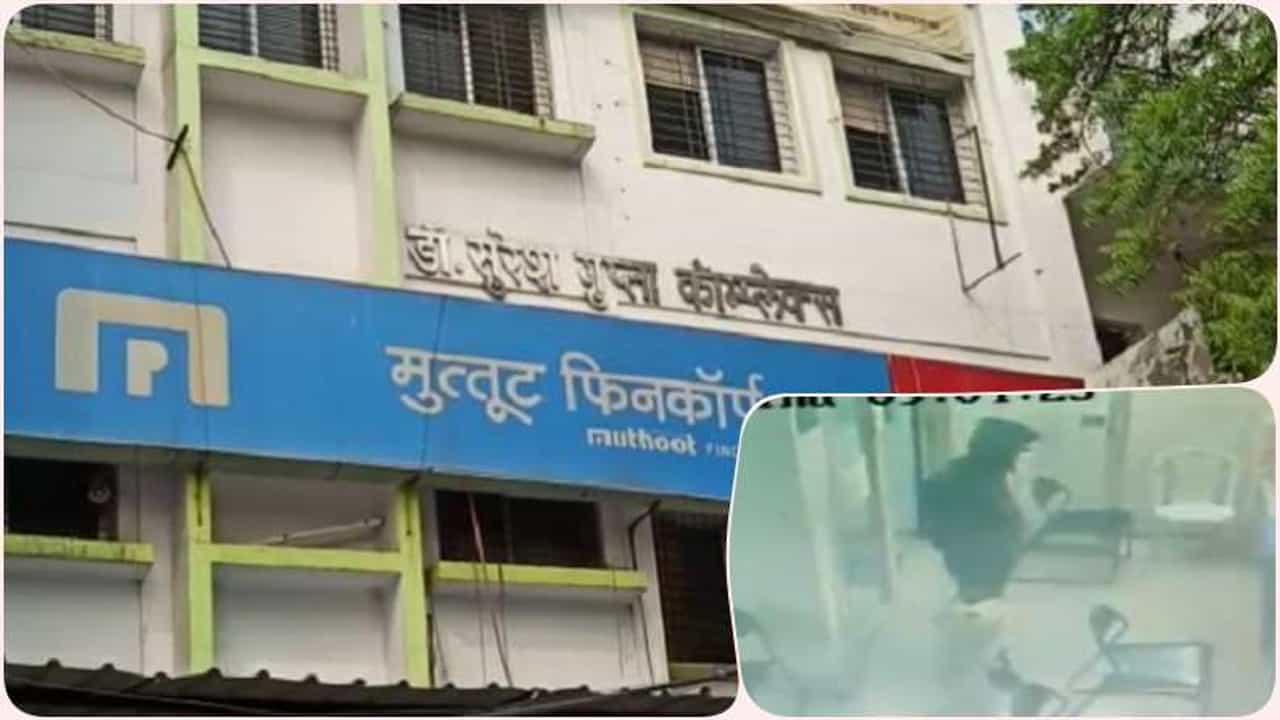 डॉ. सुरेश गुप्ता कॉम्प्लेक्स
मुत्तूट फिनकॉर्प
muthoot